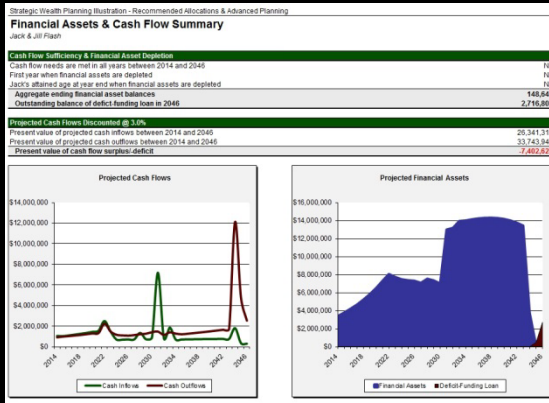 Strategic Wealth Planning Illustration - Recommended Allocations & Advanced Planning
Financial Assets & Cash Flow Summary
Jack & Jill Flash
Cash Flow Sufficiency & Financial Asset Depletion
Cash flow needs are met in all years between 2014 and 2046 N
First year when financial assets are depleted N
Jack's attained age at year end when financial assets are depleted N
Aggregate ending financial asset balances 148,64
Outstanding balance of deficit-funding loan in 2046 2,716,80
Projected Cash Flows Discounted @ 3.0%
Present value of projected cash inflows between 2014 and 2046 26,341,31
Present value of projected cash outflows between 2014 and 2046 33,743,94
Present value of cash flow surplus/-deficit -7,402,62
Projected Cash Flows
$14,000,000
$12,000,000
$10,000,000
$8,000,000
$6,000,000
$4,000,000
$2,000,000
$0
2014 2018 2022 2026 2030 2034 2038 2042 2046
Cash Inflows Cash Outflows
Projected Financial Assets
$16,000,000
$14,000,000
$12,000,000
$10,000,000
$8,000,000
$6,000,000
$4,000,000
$2,000,000
$0
2014 2018 2022 2026 2030 2034 2038 2042 2046
Financial Assets Deficit-Funding Loan